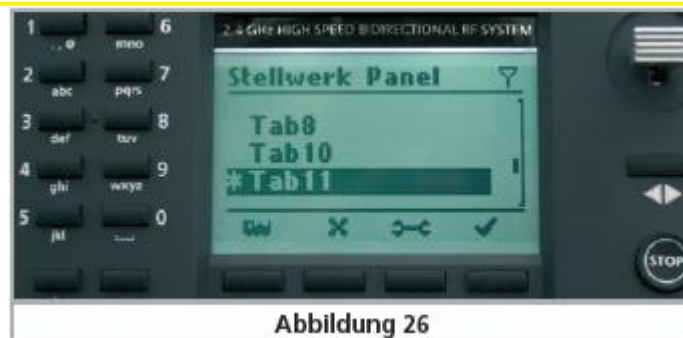 2.4 GHz HIGH SPEED BIDIRECTIONAL RF SYSTEM
1 ., @ mno 6
2 abc pqrs 7
3 def tuv 8
4 ghi wxyz 9
5 jkl 0
Stellwerk Panel
Tab8
Tab10
*Tab11
STOP
Abbildung 26